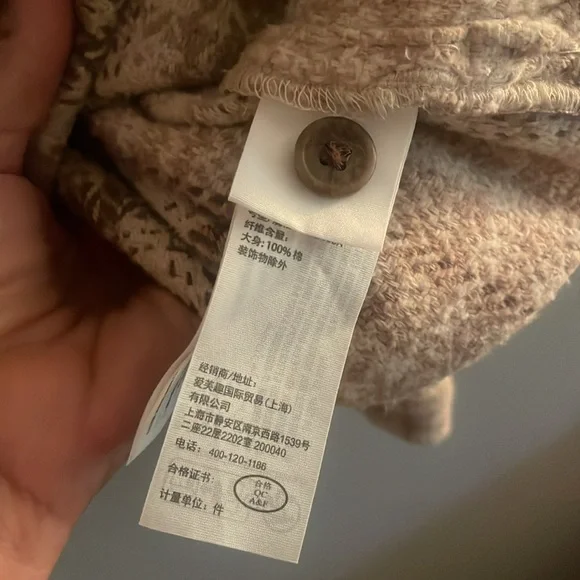 纤维含量：
大身: 100% 棉
装饰物除外
经销商/地址：
爱芙趣国际贸易(上海)
有限公司
上海市静安区南京西路1539号
二座22层2202室 200040
电话： 400-120-1186
合格证书：
合格
QC
A&F
计量单位：件